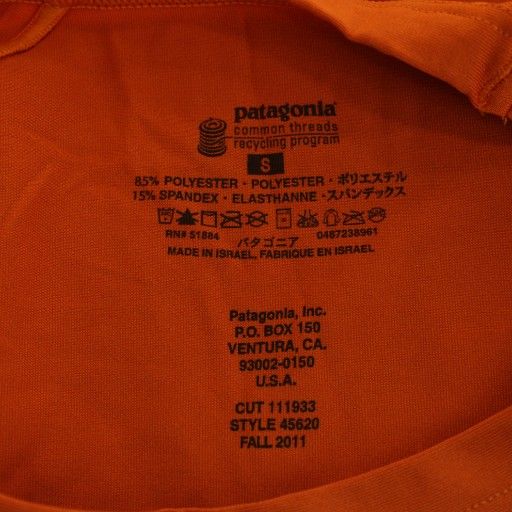 patagonia
common threads
recycling program
S
85% POLYESTER · POLYESTER · ポリエステル
15% SPANDEX · ELASTHANNE · スパンデックス
RN# 51884 パタゴニア 0487238961
MADE IN ISRAEL, FABRIQUE EN ISRAEL
Patagonia, Inc.
P.O. BOX 150
VENTURA, CA.
93002-0150
U.S.A.
CUT 111933
STYLE 45620
FALL 2011